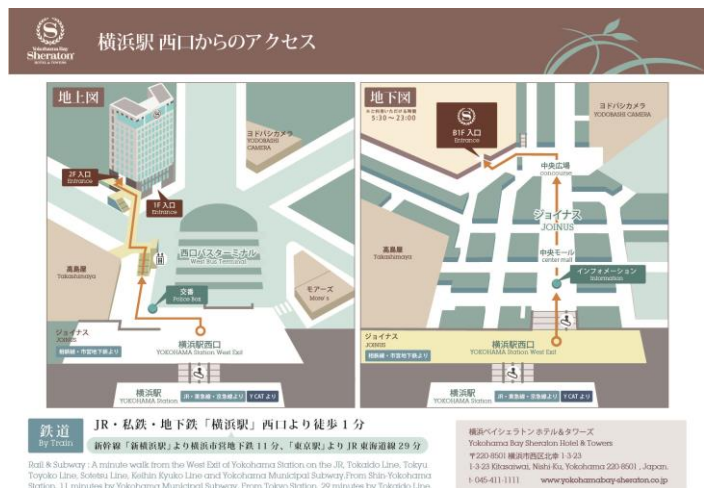 Yokohama Bay
Sheraton
HOTEL & TOWERS
横浜駅 西口からのアクセス
地上図
2F 入口
Entrance
1F 入口
Entrance
ヨドバシカメラ
YODOBASHI
CAMERA
高島屋
Takashimaya
西口バスターミナル
West Bus Terminal
交番
Police Box
モアーズ
More's
ジョイナス
JOINUS
相鉄線・市営地下鉄より
横浜駅西口
YOKOHAMA Station West Exit
横浜駅
YOKOHAMA Station
JR・東急線・京急線より
YCATより
地下図
5:30〜23:00
B1F 入口
Entrance
ヨドバシカメラ
YODOBASHI
CAMERA
中央広場
concourse
ジョイナス
JOINUS
高島屋
Takashimaya
中央モール
center mall
インフォメーション
Information
ジョイナス
JOINUS
相鉄線・市営地下鉄より
横浜駅西口
YOKOHAMA Station West Exit
横浜駅
YOKOHAMA Station
JR・東急線・京急線より
YCATより
鉄道
By Train
JR・私鉄・地下鉄「横浜駅」西口より徒歩1分
新幹線「新横浜駅」より横浜市営地下鉄11分、「東京駅」よりJR東海道線29分
Rail & Subway : A minute walk from the West Exit of Yokohama Station on the JR, Tokaido Line, Tokyu
Toyoko Line, Sotetsu Line, Keihin Kyuko Line and Yokohama Municipal Subway.From Shin-Yokohama
Station, 11 minutes by Yokohama Municipal Subway. From Tokyo Station, 29 minutes by Tokaido Line.
横浜ベイシェラトン ホテル&タワーズ
Yokohama Bay Sheraton Hotel & Towers
〒220-8501 横浜市西区北幸 1-3-23
1-3-23 Kitasaiwai, Nishi-Ku, Yokohama 220-8501 , Japan.
t: 045-411-1111 www.yokohamabay-sheraton.co.jp